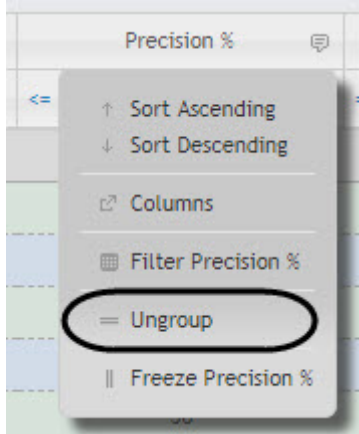 Precision %
<=
Sort Ascending
Sort Descending
Columns
Filter Precision %
Ungroup
Freeze Precision %